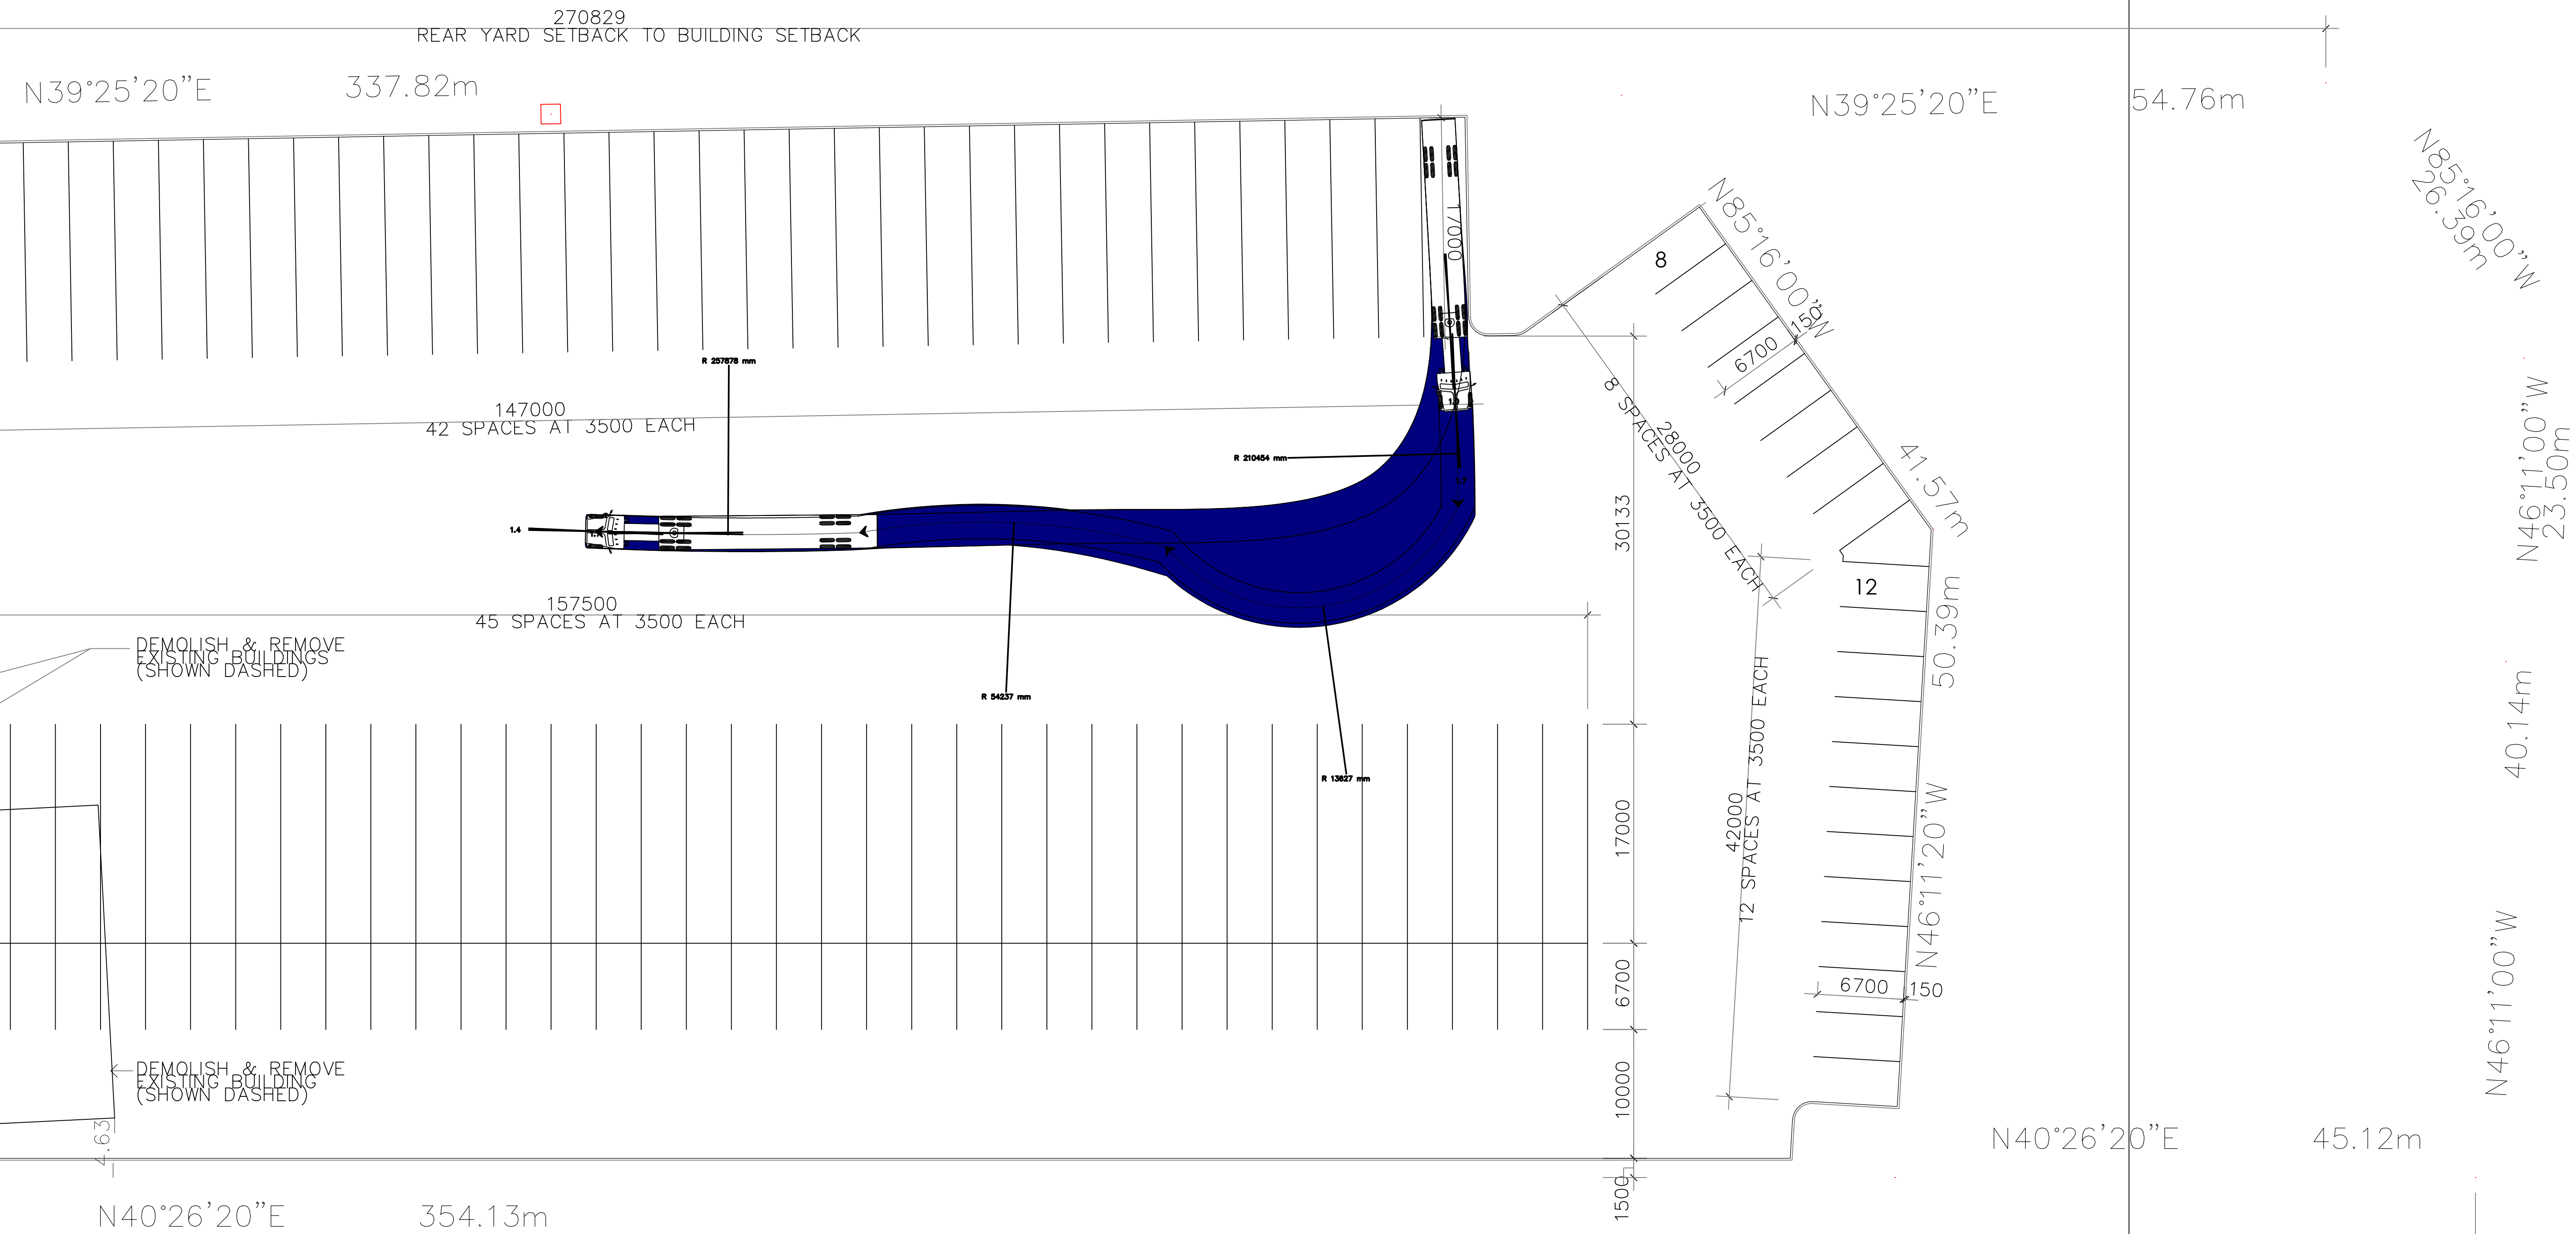 270829
REAR YARD SETBACK TO BUILDING SETBACK
N39°25'20"E 337.82m
N39°25'20"E 54.76m
N85°16'00"W
26.39m
N85°16'00"W
17000
8
150
6700
R 257878 mm
147000
42 SPACES AT 3500 EACH
28000
8 SPACES AT 3500 EACH
R 210454 mm
41.57m
N46°11'00"W
23.50m
1.4
30133
12
157500
45 SPACES AT 3500 EACH
50.39m
DEMOLISH & REMOVE
EXISTING BUILDINGS
(SHOWN DASHED)
R 54237 mm
40.14m
R 13627 mm
17000
42000
12 SPACES AT 3500 EACH
N46°11'20"W
6700
6700
150
N46°11'00"W
DEMOLISH & REMOVE
EXISTING BUILDING
(SHOWN DASHED)
10000
4.63
N40°26'20"E 45.12m
1500
N40°26'20"E 354.13m